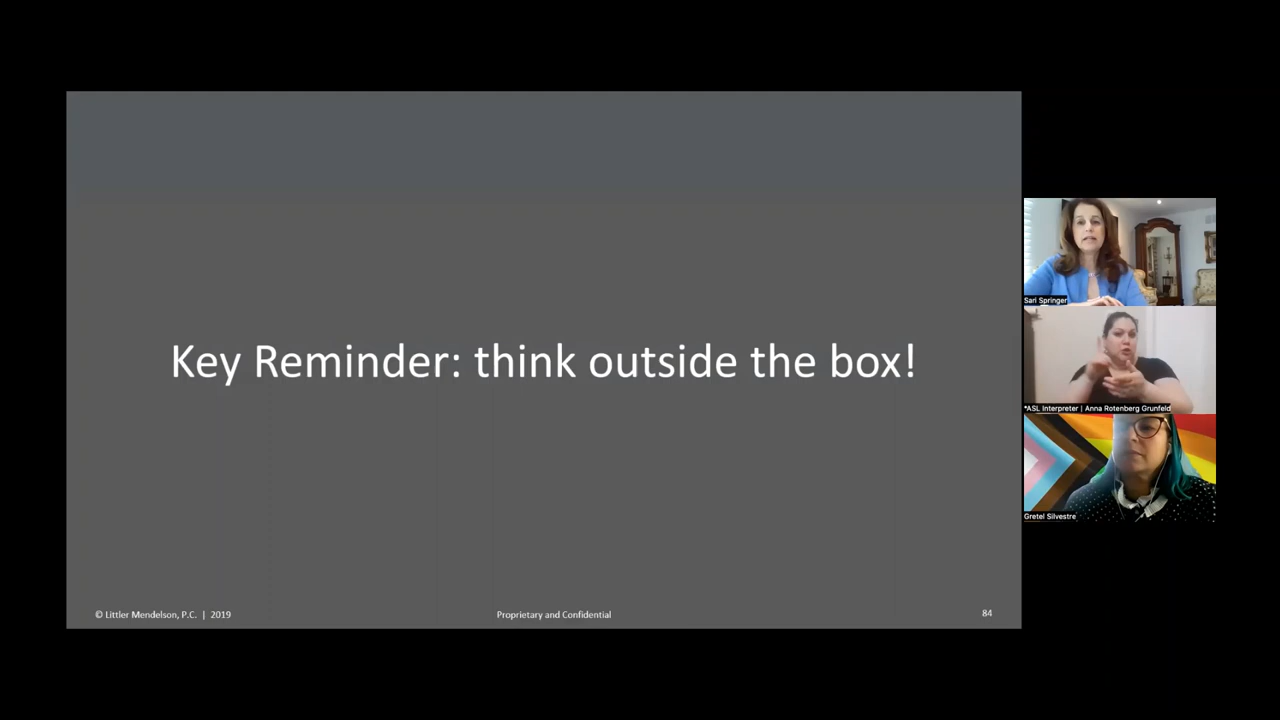 Key Reminder: think outside the box!
© Littler Mendelson, P.C. | 2019
Proprietary and Confidential
84
Sari Springer
*ASL Interpreter | Anna Rotenberg Grunfeld
Gretel Silvestre